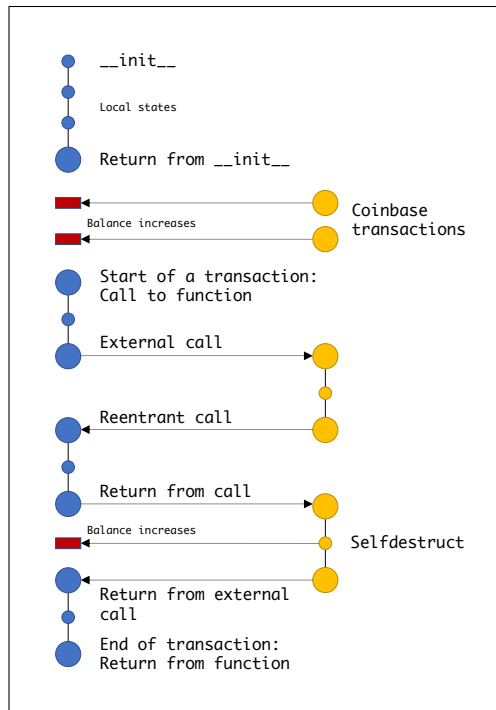 __init__
Local states
Return from __init__
Coinbase
transactions
Balance increases
Start of a transaction:
Call to function
External call
Reentrant call
Return from call
Balance increases
Selfdestruct
Return from external
call
End of transaction:
Return from function